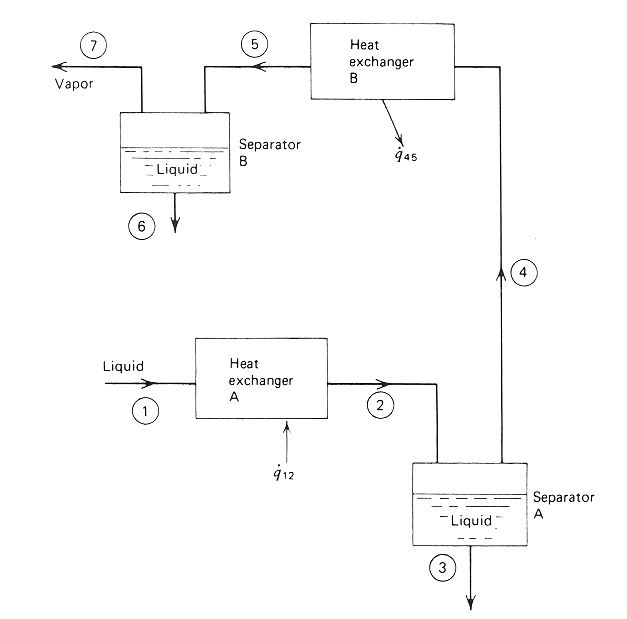 7
5
Heat
exchanger
B
Vapor
Separator
B
Liquid
q̇45
6
4
Liquid
Heat
exchanger
A
1
2
q̇12
Separator
A
Liquid
3